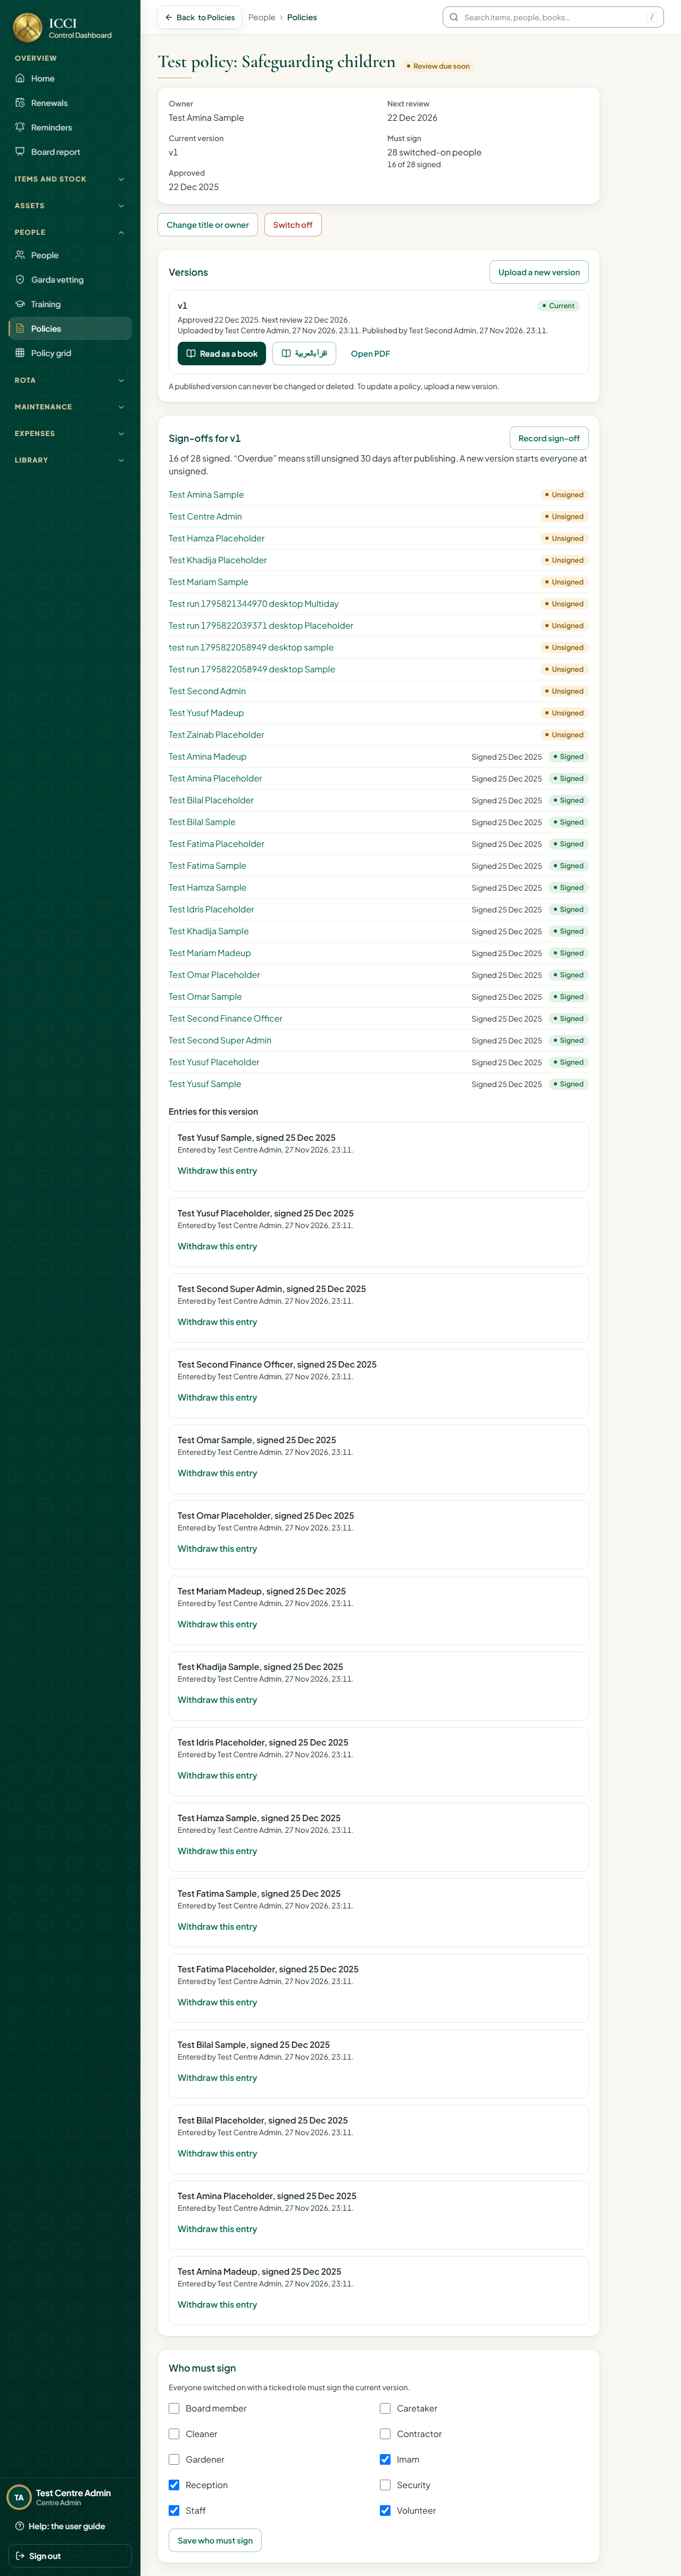 ICCI
Control Dashboard
OVERVIEW
Home
Renewals
Reminders
Board report
ITEMS AND STOCK
ASSETS
PEOPLE
People
Garda vetting
Training
Policies
Policy grid
ROTA
MAINTENANCE
EXPENSES
LIBRARY
TA
Test Centre Admin
Centre Admin
Help: the user guide
Sign out
Back to Policies
People
Policies
Search items, people, books...
/
Test policy: Safeguarding children
Review due soon
Owner
Test Amina Sample
Next review
22 Dec 2026
Current version
v1
Must sign
28 switched-on people
16 of 28 signed
Approved
22 Dec 2025
Change title or owner
Switch off
Versions
Upload a new version
v1
Current
Approved 22 Dec 2025. Next review 22 Dec 2026.
Uploaded by Test Centre Admin, 27 Nov 2026, 23:11. Published by Test Second Admin, 27 Nov 2026, 23:11.
Read as a book
اقرأ بالعربية
Open PDF
A published version can never be changed or deleted. To update a policy, upload a new version.
Sign-offs for v1
Record sign-off
16 of 28 signed. “Overdue” means still unsigned 30 days after publishing. A new version starts everyone at
unsigned.
Test Amina Sample Unsigned
Test Centre Admin Unsigned
Test Hamza Placeholder Unsigned
Test Khadija Placeholder Unsigned
Test Mariam Sample Unsigned
Test run 1795821344970 desktop Multiday Unsigned
Test run 1795822039371 desktop Placeholder Unsigned
test run 1795822058949 desktop sample Unsigned
Test run 1795822058949 desktop Sample Unsigned
Test Second Admin Unsigned
Test Yusuf Madeup Unsigned
Test Zainab Placeholder Unsigned
Test Amina Madeup Signed 25 Dec 2025 Signed
Test Amina Placeholder Signed 25 Dec 2025 Signed
Test Bilal Placeholder Signed 25 Dec 2025 Signed
Test Bilal Sample Signed 25 Dec 2025 Signed
Test Fatima Placeholder Signed 25 Dec 2025 Signed
Test Fatima Sample Signed 25 Dec 2025 Signed
Test Hamza Sample Signed 25 Dec 2025 Signed
Test Idris Placeholder Signed 25 Dec 2025 Signed
Test Khadija Sample Signed 25 Dec 2025 Signed
Test Mariam Madeup Signed 25 Dec 2025 Signed
Test Omar Placeholder Signed 25 Dec 2025 Signed
Test Omar Sample Signed 25 Dec 2025 Signed
Test Second Finance Officer Signed 25 Dec 2025 Signed
Test Second Super Admin Signed 25 Dec 2025 Signed
Test Yusuf Placeholder Signed 25 Dec 2025 Signed
Test Yusuf Sample Signed 25 Dec 2025 Signed
Entries for this version
Test Yusuf Sample, signed 25 Dec 2025
Entered by Test Centre Admin, 27 Nov 2026, 23:11.
Withdraw this entry
Test Yusuf Placeholder, signed 25 Dec 2025
Entered by Test Centre Admin, 27 Nov 2026, 23:11.
Withdraw this entry
Test Second Super Admin, signed 25 Dec 2025
Entered by Test Centre Admin, 27 Nov 2026, 23:11.
Withdraw this entry
Test Second Finance Officer, signed 25 Dec 2025
Entered by Test Centre Admin, 27 Nov 2026, 23:11.
Withdraw this entry
Test Omar Sample, signed 25 Dec 2025
Entered by Test Centre Admin, 27 Nov 2026, 23:11.
Withdraw this entry
Test Omar Placeholder, signed 25 Dec 2025
Entered by Test Centre Admin, 27 Nov 2026, 23:11.
Withdraw this entry
Test Mariam Madeup, signed 25 Dec 2025
Entered by Test Centre Admin, 27 Nov 2026, 23:11.
Withdraw this entry
Test Khadija Sample, signed 25 Dec 2025
Entered by Test Centre Admin, 27 Nov 2026, 23:11.
Withdraw this entry
Test Idris Placeholder, signed 25 Dec 2025
Entered by Test Centre Admin, 27 Nov 2026, 23:11.
Withdraw this entry
Test Hamza Sample, signed 25 Dec 2025
Entered by Test Centre Admin, 27 Nov 2026, 23:11.
Withdraw this entry
Test Fatima Sample, signed 25 Dec 2025
Entered by Test Centre Admin, 27 Nov 2026, 23:11.
Withdraw this entry
Test Fatima Placeholder, signed 25 Dec 2025
Entered by Test Centre Admin, 27 Nov 2026, 23:11.
Withdraw this entry
Test Bilal Sample, signed 25 Dec 2025
Entered by Test Centre Admin, 27 Nov 2026, 23:11.
Withdraw this entry
Test Bilal Placeholder, signed 25 Dec 2025
Entered by Test Centre Admin, 27 Nov 2026, 23:11.
Withdraw this entry
Test Amina Placeholder, signed 25 Dec 2025
Entered by Test Centre Admin, 27 Nov 2026, 23:11.
Withdraw this entry
Test Amina Madeup, signed 25 Dec 2025
Entered by Test Centre Admin, 27 Nov 2026, 23:11.
Withdraw this entry
Who must sign
Everyone switched on with a ticked role must sign the current version.
Board member
Caretaker
Cleaner
Contractor
Gardener
Imam
Reception
Security
Staff
Volunteer
Save who must sign